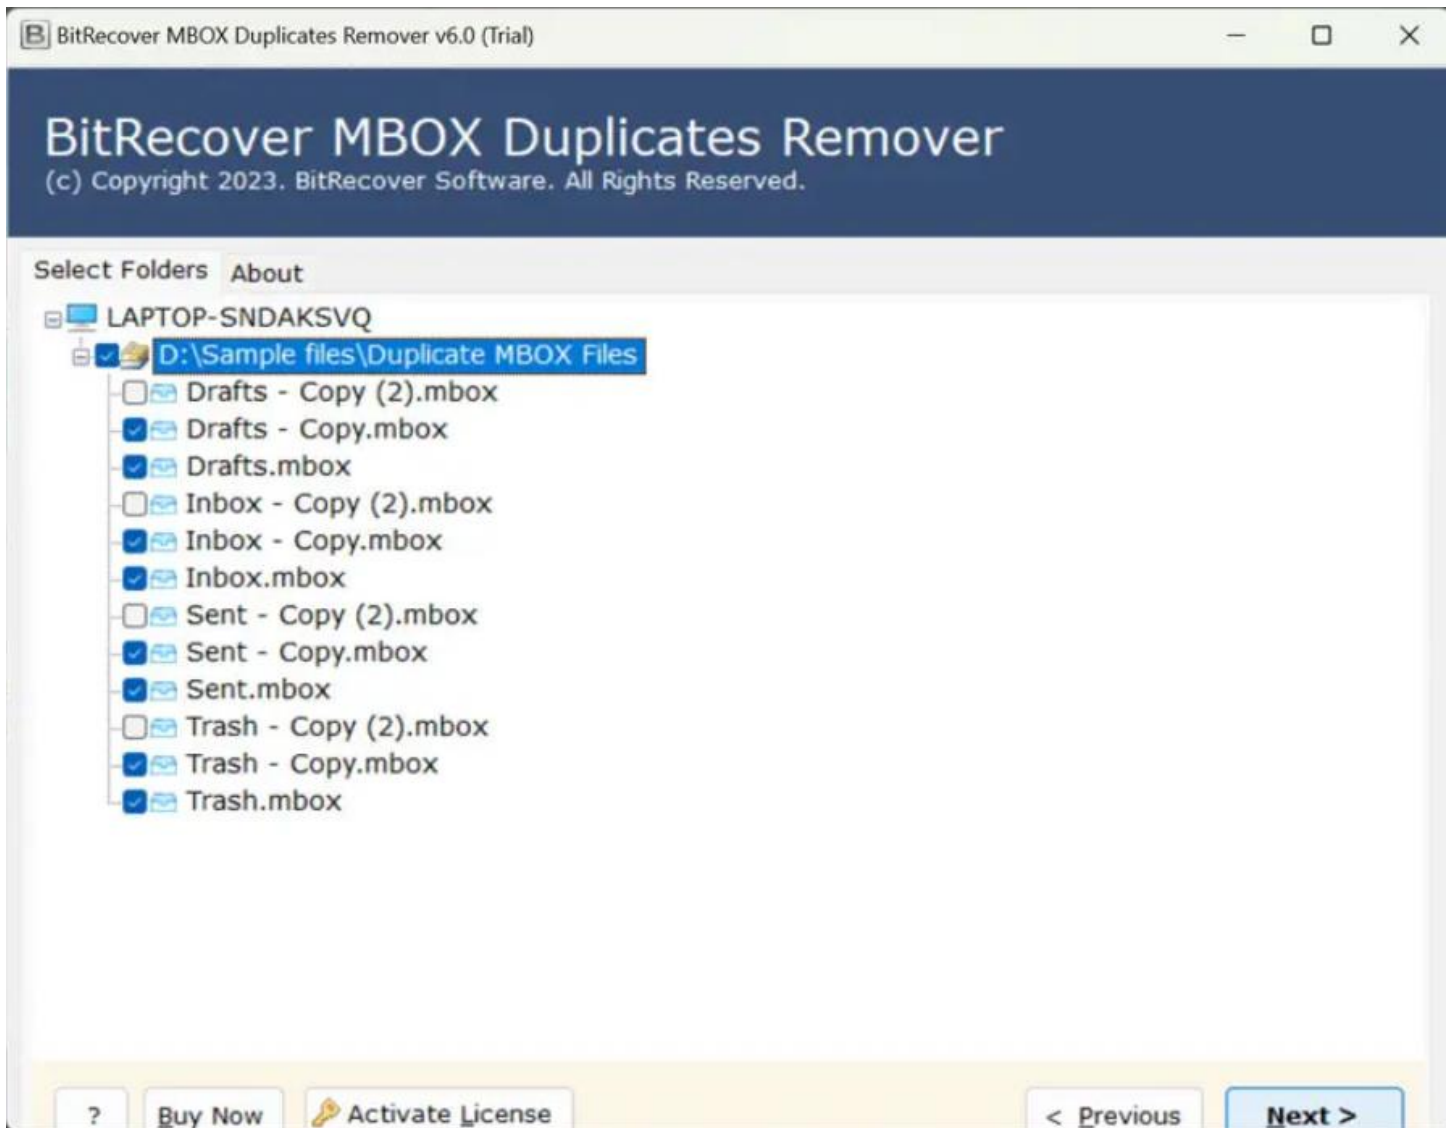 BitRecover MBOX Duplicates Remover v6.0 (Trial)
BitRecover MBOX Duplicates Remover
(c) Copyright 2023. BitRecover Software. All Rights Reserved.
Select Folders About
LAPTOP-SNDAKSVQ
D:\Sample files\Duplicate MBOX Files
Drafts - Copy (2).mbox
Drafts - Copy.mbox
Drafts.mbox
Inbox - Copy (2).mbox
Inbox - Copy.mbox
Inbox.mbox
Sent - Copy (2).mbox
Sent - Copy.mbox
Sent.mbox
Trash - Copy (2).mbox
Trash - Copy.mbox
Trash.mbox
? Buy Now Activate License < Previous Next >